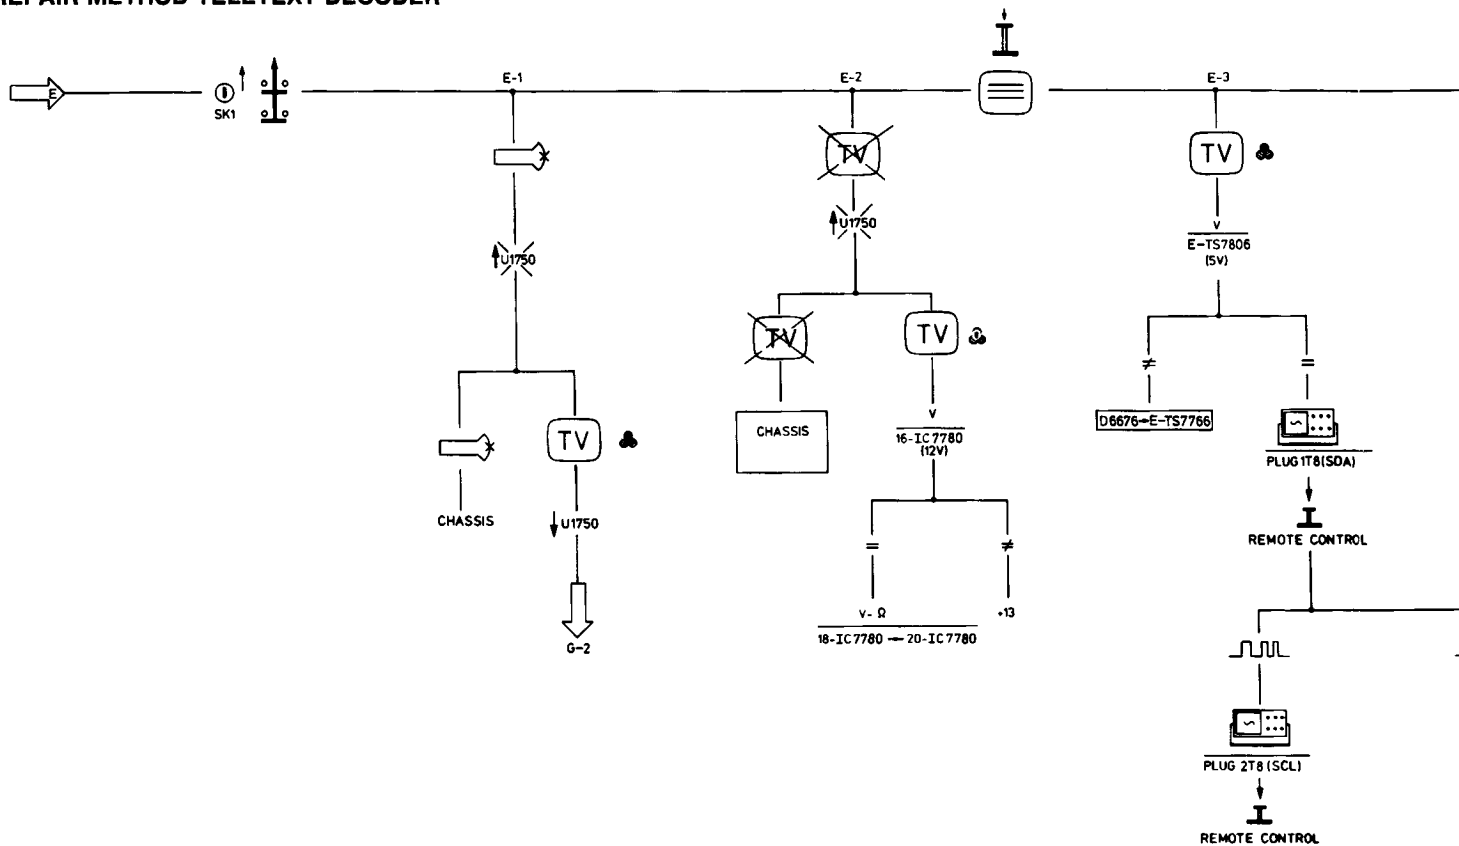 REPAIR METHOD TELETEXT DECODER
E
SK1
E-1
E-2
E-3
TV
U1750
U1750
TV
CHASSIS
TV
U1750
G-2
TV
CHASSIS
TV
V
16-IC7780
(12V)
=
≠
V-Ω
+13
18-IC7780 → 20-IC7780
TV
V
E-TS7806
(5V)
≠
=
D6676→E-TS7766
PLUG 1T8(SDA)
REMOTE CONTROL
PLUG 2T8(SCL)
REMOTE CONTROL